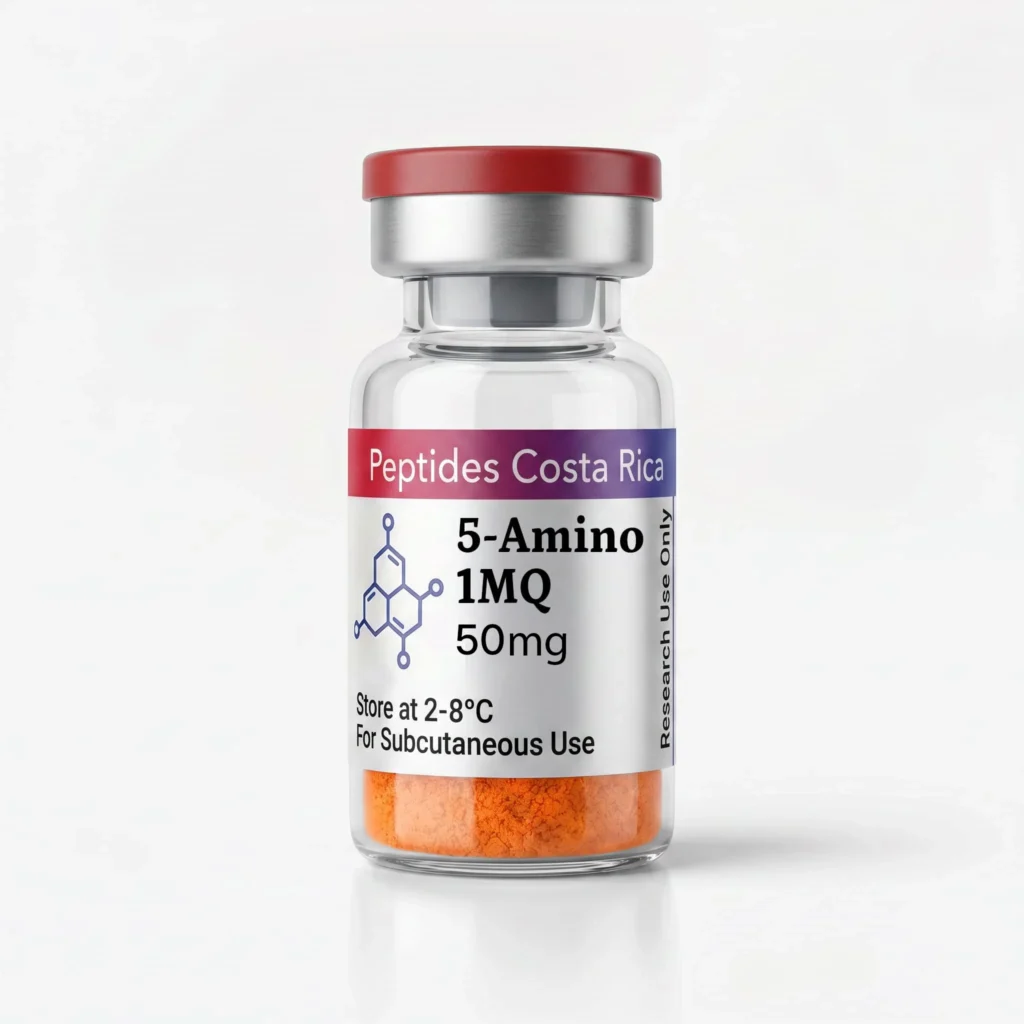 Peptides Costa Rica
5-Amino
1MQ
50mg
Store at 2-8°C
For Subcutaneous Use
Research Use Only